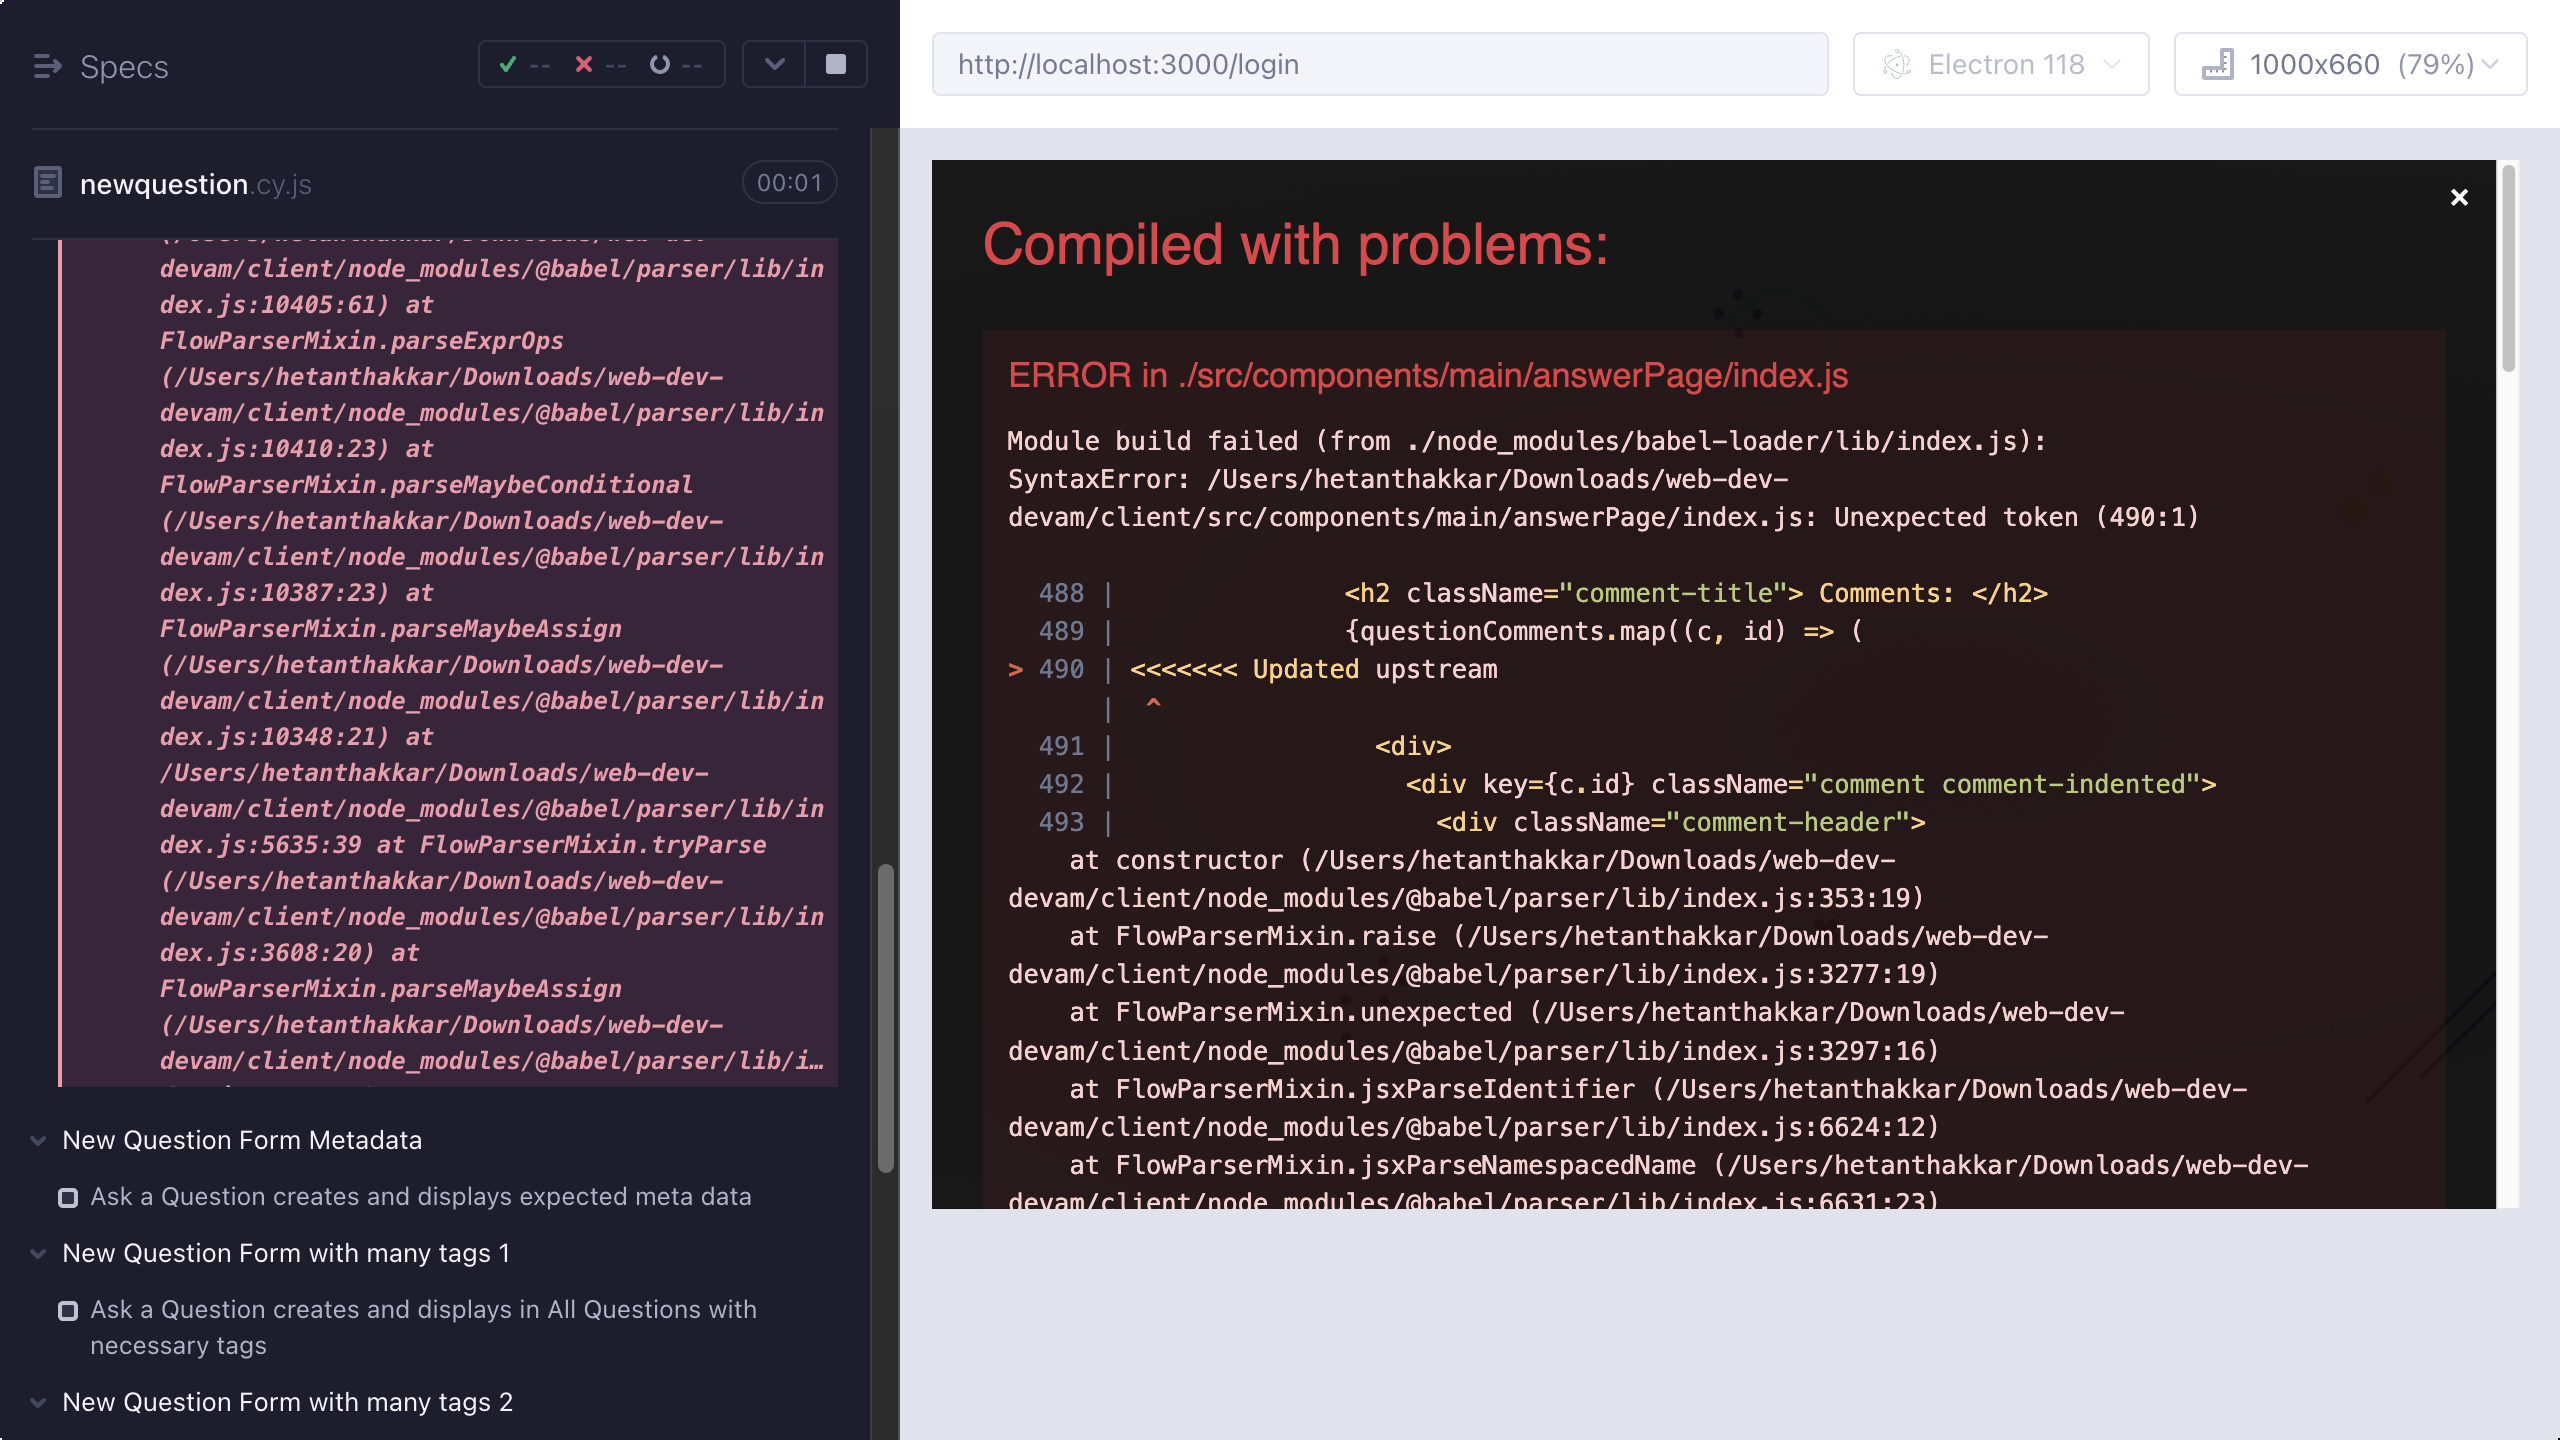 Specs
-- -- --
newquestion.cy.js
00:01
devam/client/node_modules/@babel/parser/lib/in
dex.js:10405:61) at
FlowParserMixin.parseExprOps
(/Users/hetanthakkar/Downloads/web-dev-
devam/client/node_modules/@babel/parser/lib/in
dex.js:10410:23) at
FlowParserMixin.parseMaybeConditional
(/Users/hetanthakkar/Downloads/web-dev-
devam/client/node_modules/@babel/parser/lib/in
dex.js:10387:23) at
FlowParserMixin.parseMaybeAssign
(/Users/hetanthakkar/Downloads/web-dev-
devam/client/node_modules/@babel/parser/lib/in
dex.js:10348:21) at
/Users/hetanthakkar/Downloads/web-dev-
devam/client/node_modules/@babel/parser/lib/in
dex.js:5635:39 at FlowParserMixin.tryParse
(/Users/hetanthakkar/Downloads/web-dev-
devam/client/node_modules/@babel/parser/lib/in
dex.js:3608:20) at
FlowParserMixin.parseMaybeAssign
(/Users/hetanthakkar/Downloads/web-dev-
devam/client/node_modules/@babel/parser/lib/i…
New Question Form Metadata
Ask a Question creates and displays expected meta data
New Question Form with many tags 1
Ask a Question creates and displays in All Questions with
necessary tags
New Question Form with many tags 2
http://localhost:3000/login
Electron 118
1000x660 (79%)
Compiled with problems:
ERROR in ./src/components/main/answerPage/index.js
Module build failed (from ./node_modules/babel-loader/lib/index.js):
SyntaxError: /Users/hetanthakkar/Downloads/web-dev-
devam/client/src/components/main/answerPage/index.js: Unexpected token (490:1)
488 | <h2 className="comment-title"> Comments: </h2>
489 | {questionComments.map((c, id) => (
> 490 | <<<<<<< Updated upstream
| ^
491 | <div>
492 | <div key={c.id} className="comment comment-indented">
493 | <div className="comment-header">
at constructor (/Users/hetanthakkar/Downloads/web-dev-
devam/client/node_modules/@babel/parser/lib/index.js:353:19)
at FlowParserMixin.raise (/Users/hetanthakkar/Downloads/web-dev-
devam/client/node_modules/@babel/parser/lib/index.js:3277:19)
at FlowParserMixin.unexpected (/Users/hetanthakkar/Downloads/web-dev-
devam/client/node_modules/@babel/parser/lib/index.js:3297:16)
at FlowParserMixin.jsxParseIdentifier (/Users/hetanthakkar/Downloads/web-dev-
devam/client/node_modules/@babel/parser/lib/index.js:6624:12)
at FlowParserMixin.jsxParseNamespacedName (/Users/hetanthakkar/Downloads/web-dev-
devam/client/node_modules/@babel/parser/lib/index.js:6631:23)